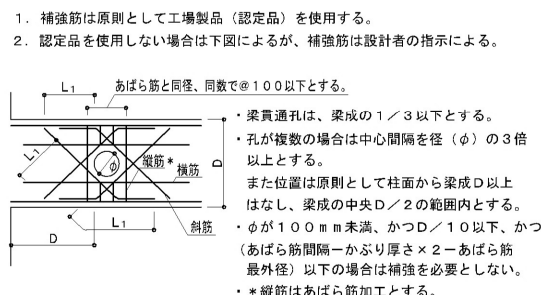 １．補強筋は原則として工場製品（認定品）を使用する。
２．認定品を使用しない場合は下図によるが、補強筋は設計者の指示による。
L1
あばら筋と同径、同数で＠１００以下とする。
・梁貫通孔は、梁成の１／３以下とする。
・孔が複数の場合は中心間隔を径（φ）の３倍
以上とする。
また位置は原則として柱面から梁成Ｄ以上
はなし、梁成の中央Ｄ／２の範囲内とする。
・φが１００ｍｍ未満、かつＤ／１０以下、かつ
（あばら筋間隔ーかぶり厚さ×２ーあばら筋
最外径）以下の場合は補強を必要としない。
・＊縦筋はあばら筋加工とする。
L1
φ
縦筋＊
横筋
D
斜筋
L1
D